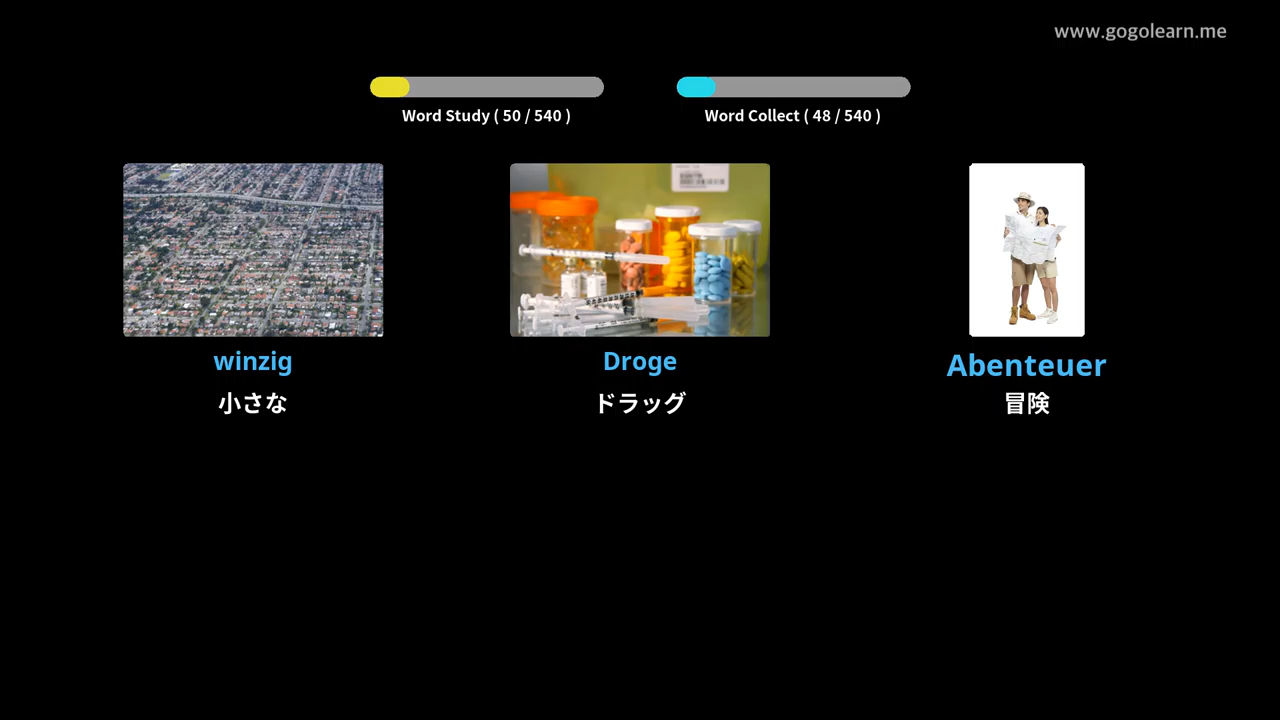 www.gogolearn.me
Word Study ( 50 / 540 )
Word Collect ( 48 / 540 )
winzig
Droge
Abenteuer
小さな
ドラッグ
冒険